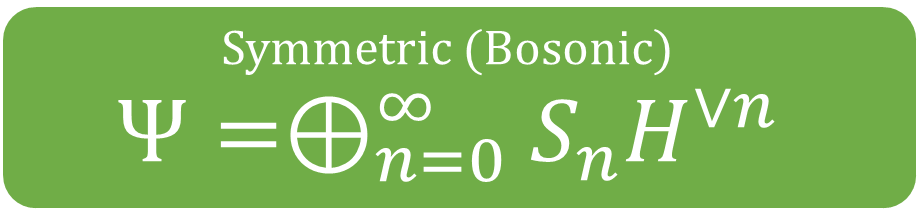 Symmetric (Bosonic)
Ψ =⊕∞n=0 SnH∨n